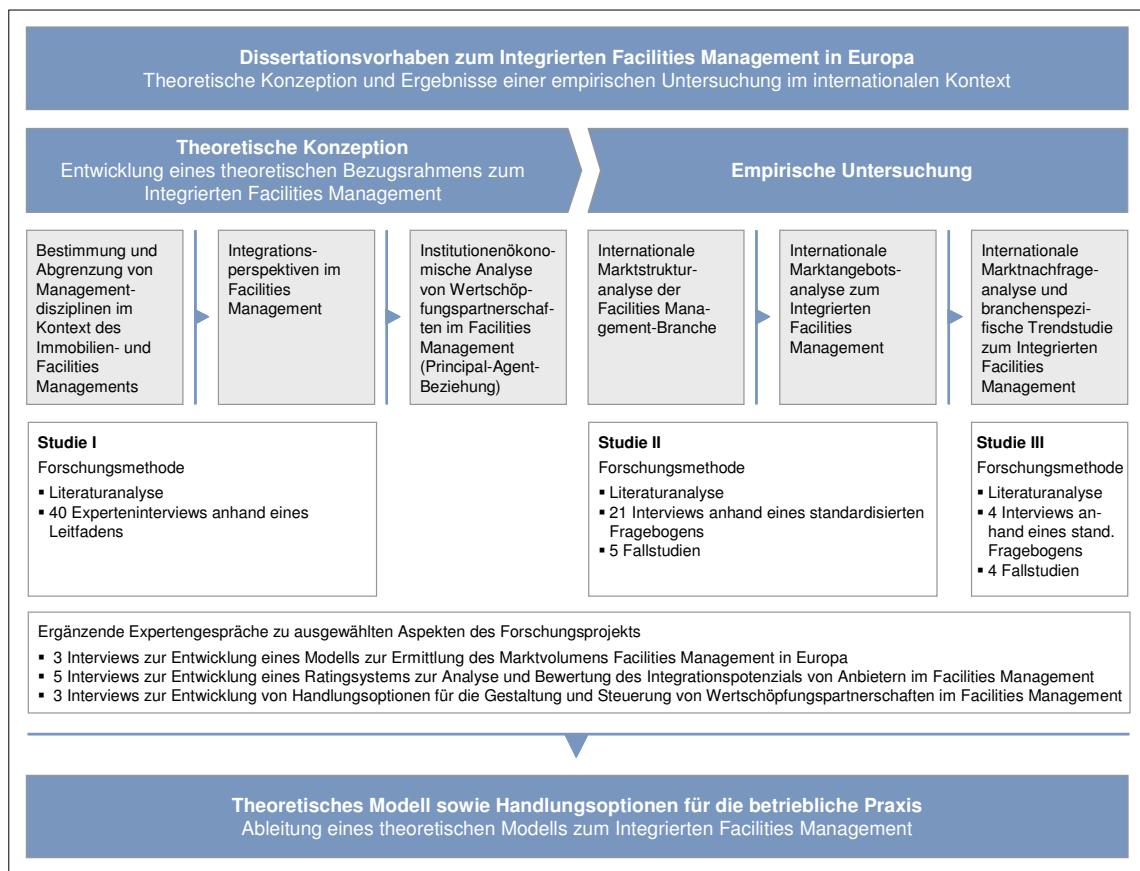 Dissertationsvorhaben zum Integrierten Facilities Management in Europa
Theoretische Konzeption und Ergebnisse einer empirischen Untersuchung im internationalen Kontext
Theoretische Konzeption
Entwicklung eines theoretischen Bezugsrahmens zum
Integrierten Facilities Management
Empirische Untersuchung
Bestimmung und
Abgrenzung von
Management-
disziplinen im
Kontext des
Immobilien- und
Facilities
Managements
Integrations-
perspektiven im
Facilities
Management
Institutionenöko-
nomische Analyse
von Wertschöp-
fungspartnerschaf-
ten im Facilities
Management
(Principal-Agent-
Beziehung)
Internationale
Marktstruktur-
analyse der
Facilities Mana-
gement-Branche
Internationale
Marktangebots-
analyse zum
Integrierten
Facilities
Management
Internationale
Marktnachfrage-
analyse und
branchenspezi-
fische Trendstudie
zum Integrierten
Facilities
Management
Studie I
Forschungsmethode
▪ Literaturanalyse
▪ 40 Experteninterviews anhand eines
Leitfadens
Studie II
Forschungsmethode
▪ Literaturanalyse
▪ 21 Interviews anhand eines standardisierten
Fragebogens
▪ 5 Fallstudien
Studie III
Forschungsmethode
▪ Literaturanalyse
▪ 4 Interviews an-
hand eines stand.
Fragebogens
▪ 4 Fallstudien
Ergänzende Expertengespräche zu ausgewählten Aspekten des Forschungsprojekts
▪ 3 Interviews zur Entwicklung eines Modells zur Ermittlung des Marktvolumens Facilities Management in Europa
▪ 5 Interviews zur Entwicklung eines Ratingsystems zur Analyse und Bewertung des Integrationspotenzials von Anbietern im Facilities Management
▪ 3 Interviews zur Entwicklung von Handlungsoptionen für die Gestaltung und Steuerung von Wertschöpfungspartnerschaften im Facilities Management
Theoretisches Modell sowie Handlungsoptionen für die betriebliche Praxis
Ableitung eines theoretischen Modells zum Integrierten Facilities Management